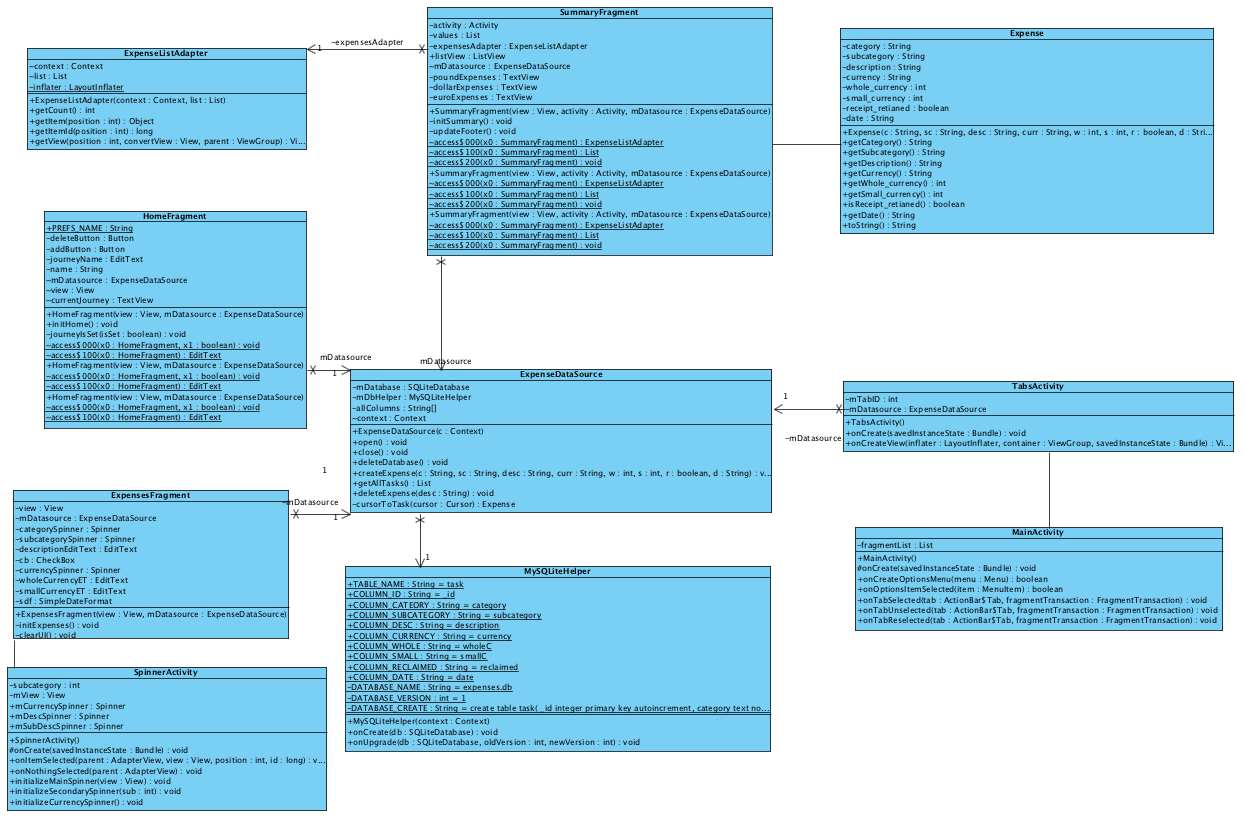 SummaryFragment
-activity : Activity
-values : List
-expensesAdapter : ExpenseListAdapter
+listView : ListView
~mDatasource : ExpenseDataSource
-poundExpenses : TextView
-dollarExpenses : TextView
-euroExpenses : TextView
+SummaryFragment(view : View, activity : Activity, mDatasource : ExpenseDataSource)
-initSummary() : void
-updateFooter() : void
~access$000(x0 : SummaryFragment) : ExpenseListAdapter
~access$100(x0 : SummaryFragment) : List
~access$200(x0 : SummaryFragment) : void
+SummaryFragment(view : View, activity : Activity, mDatasource : ExpenseDataSource)
~access$000(x0 : SummaryFragment) : ExpenseListAdapter
~access$100(x0 : SummaryFragment) : List
~access$200(x0 : SummaryFragment) : void
+SummaryFragment(view : View, activity : Activity, mDatasource : ExpenseDataSource)
~access$000(x0 : SummaryFragment) : ExpenseListAdapter
~access$100(x0 : SummaryFragment) : List
~access$200(x0 : SummaryFragment) : void
-expensesAdapter
1
ExpenseListAdapter
~context : Context
~list : List
-inflater : LayoutInflater
+ExpenseListAdapter(context : Context, list : List)
+getCount() : int
+getItem(position : int) : Object
+getItemId(position : int) : long
+getView(position : int, convertView : View, parent : ViewGroup) : Vi...
Expense
-category : String
-subcategory : String
-description : String
-currency : String
-whole_currency : int
-small_currency : int
-receipt_retianed : boolean
-date : String
+Expense(c : String, sc : String, desc : String, curr : String, w : int, s : int, r : boolean, d : Stri...
+getCategory() : String
+getSubcategory() : String
+getDescription() : String
+getCurrency() : String
+getWhole_currency() : int
+getSmall_currency() : int
+isReceipt_retianed() : boolean
+getDate() : String
+toString() : String
HomeFragment
+PREFS_NAME : String
-deleteButton : Button
-addButton : Button
-journeyName : EditText
-name : String
~mDatasource : ExpenseDataSource
~view : View
~currentJourney : TextView
+HomeFragment(view : View, mDatasource : ExpenseDataSource)
+initHome() : void
-journeyIsSet(isSet : boolean) : void
~access$000(x0 : HomeFragment, x1 : boolean) : void
~access$100(x0 : HomeFragment) : EditText
+HomeFragment(view : View, mDatasource : ExpenseDataSource)
~access$000(x0 : HomeFragment, x1 : boolean) : void
~access$100(x0 : HomeFragment) : EditText
+HomeFragment(view : View, mDatasource : ExpenseDataSource)
~access$000(x0 : HomeFragment, x1 : boolean) : void
~access$100(x0 : HomeFragment) : EditText
mDatasource
1
mDatasource
ExpenseDataSource
-mDatabase : SQLiteDatabase
-mDbHelper : MySQLiteHelper
-allColumns : String[]
~context : Context
+ExpenseDataSource(c : Context)
+open() : void
+close() : void
+deleteDatabase() : void
+createExpense(c : String, sc : String, desc : String, curr : String, w : int, s : int, r : boolean, d : String) : v...
+getAllTasks() : List
+deleteExpense(desc : String) : void
-cursorToTask(cursor : Cursor) : Expense
1
-mDatasource
TabsActivity
-mTabID : int
-mDatasource : ExpenseDataSource
+TabsActivity()
+onCreate(savedInstanceState : Bundle) : void
+onCreateView(inflater : LayoutInflater, container : ViewGroup, savedInstanceState : Bundle) : Vi...
1
-mDatasource
1
ExpensesFragment
-view : View
-mDatasource : ExpenseDataSource
-categorySpinner : Spinner
-subcategorySpinner : Spinner
-descriptionEditText : EditText
-cb : CheckBox
-currencySpinner : Spinner
-wholeCurrencyET : EditText
-smallCurrencyET : EditText
-sdf : SimpleDateFormat
+ExpensesFragment(view : View, mDatasource : ExpenseDataSource)
-initExpenses() : void
-clearUI() : void
1
MySQLiteHelper
+TABLE_NAME : String = task
+COLUMN_ID : String = _id
+COLUMN_CATEORY : String = category
+COLUMN_SUBCATEGORY : String = subcategory
+COLUMN_DESC : String = description
+COLUMN_CURRENCY : String = currency
+COLUMN_WHOLE : String = wholeC
+COLUMN_SMALL : String = smallC
+COLUMN_RECLAIMED : String = reclaimed
+COLUMN_DATE : String = date
-DATABASE_NAME : String = expenses.db
-DATABASE_VERSION : int = 1
-DATABASE_CREATE : String = create table task( _id integer primary key autoincrement, category text no...
+MySQLiteHelper(context : Context)
+onCreate(db : SQLiteDatabase) : void
+onUpgrade(db : SQLiteDatabase, oldVersion : int, newVersion : int) : void
MainActivity
-fragmentList : List
+MainActivity()
#onCreate(savedInstanceState : Bundle) : void
+onCreateOptionsMenu(menu : Menu) : boolean
+onOptionsItemSelected(item : MenuItem) : boolean
+onTabSelected(tab : ActionBar$Tab, fragmentTransaction : FragmentTransaction) : void
+onTabUnselected(tab : ActionBar$Tab, fragmentTransaction : FragmentTransaction) : void
+onTabReselected(tab : ActionBar$Tab, fragmentTransaction : FragmentTransaction) : void
SpinnerActivity
-subcategory : int
-mView : View
+mCurrencySpinner : Spinner
+mDescSpinner : Spinner
+mSubDescSpinner : Spinner
+SpinnerActivity()
#onCreate(savedInstanceState : Bundle) : void
+onItemSelected(parent : AdapterView, view : View, position : int, id : long) : v...
+onNothingSelected(parent : AdapterView) : void
+initializeMainSpinner(view : View) : void
+initializeSecondarySpinner(sub : int) : void
+initializeCurrencySpinner() : void